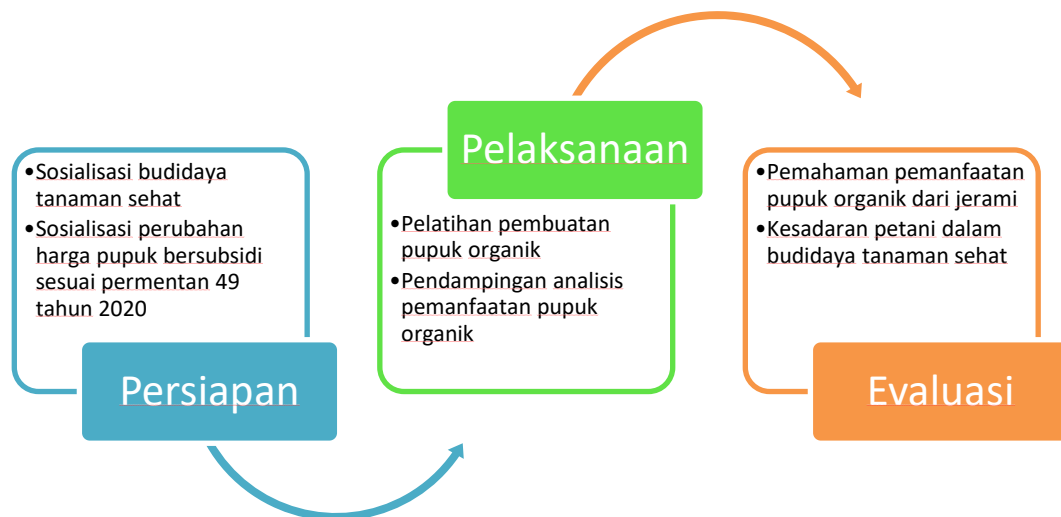 •Sosialisasi budidaya
tanaman sehat
•Sosialisasi perubahan
harga pupuk bersubsidi
sesuai permentan 49
tahun 2020
Persiapan
Pelaksanaan
•Pelatihan pembuatan
pupuk organik
•Pendampingan analisis
pemanfaatan pupuk
organik
•Pemahaman pemanfaatan
pupuk organik dari jerami
•Kesadaran petani dalam
budidaya tanaman sehat
Evaluasi